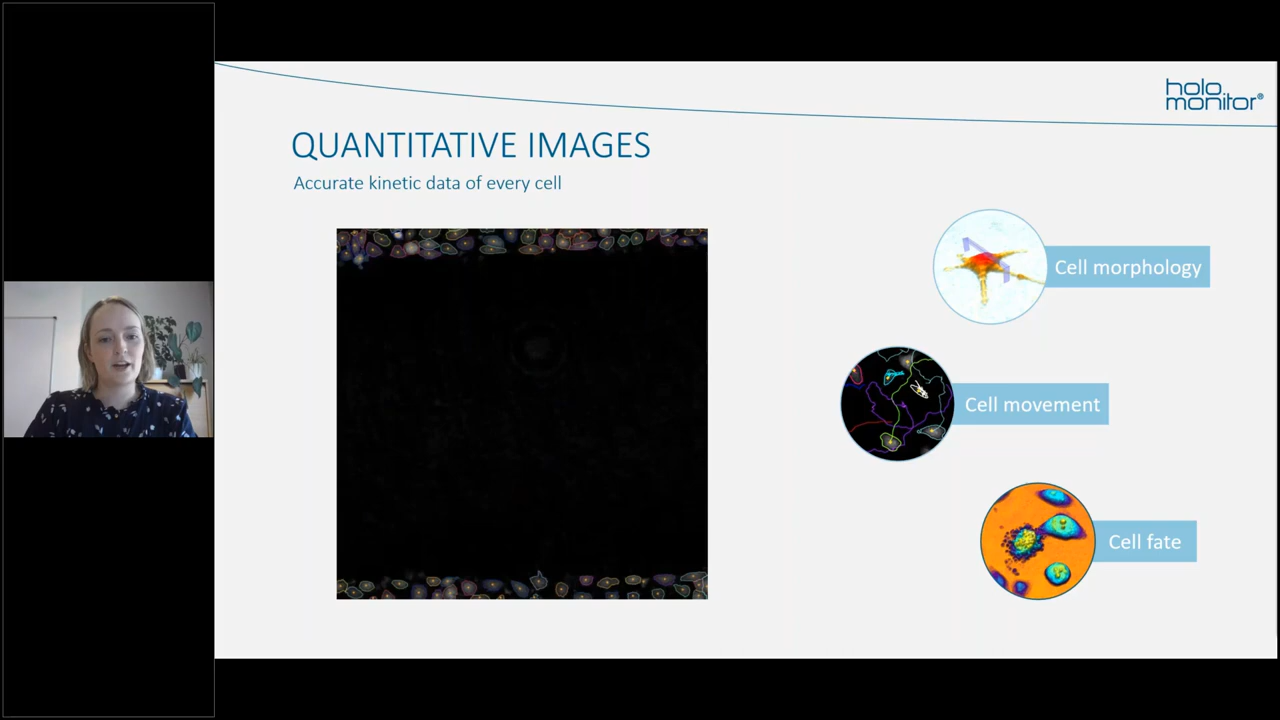 holo
monitor®
QUANTITATIVE IMAGES
Accurate kinetic data of every cell
Cell morphology
Cell movement
Cell fate